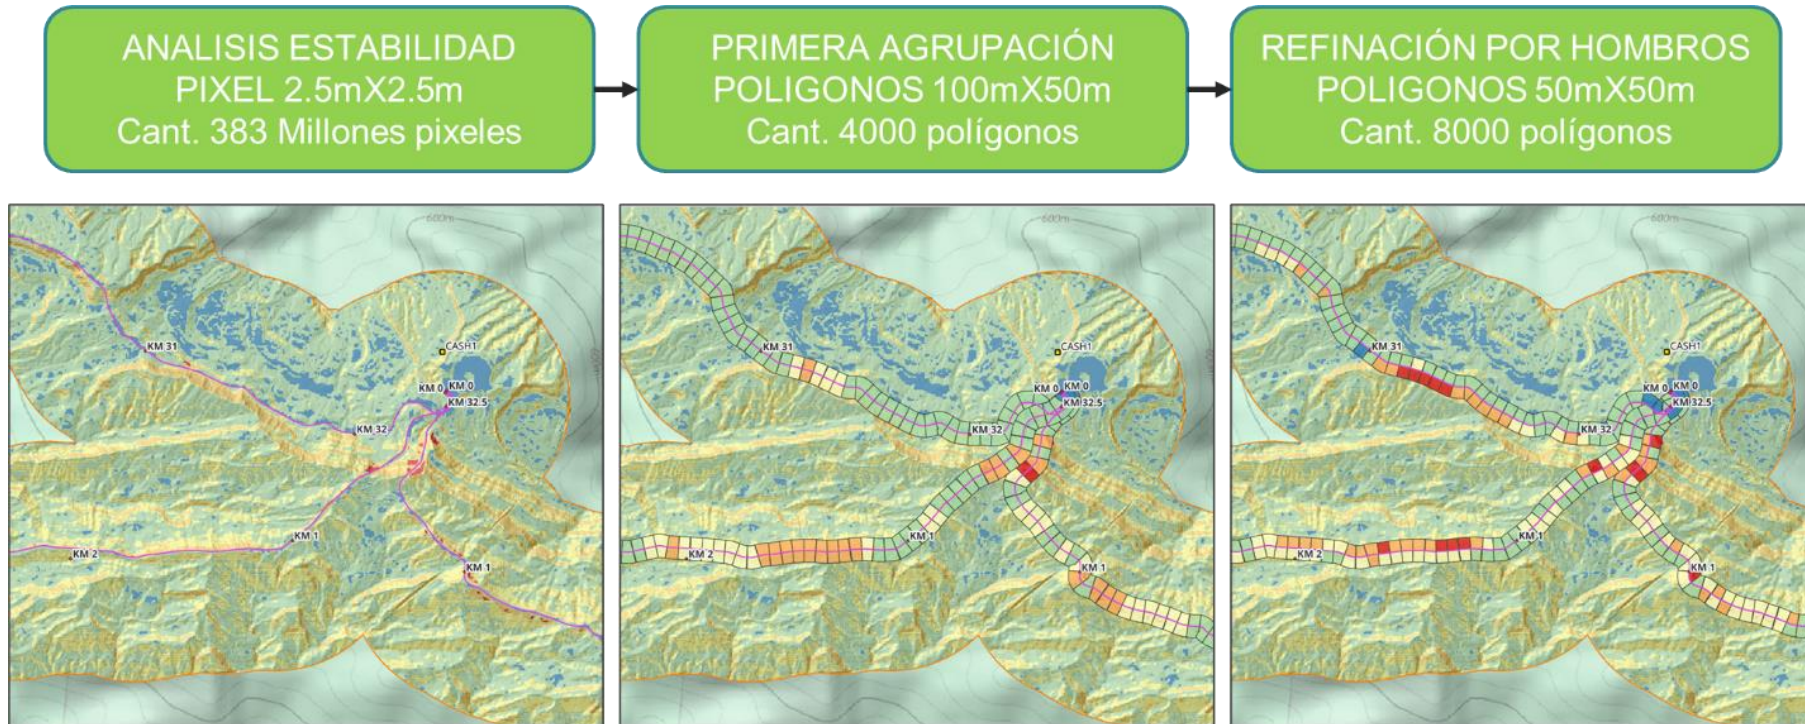 ANALISIS ESTABILIDAD
PIXEL 2.5mX2.5m
Cant. 383 Millones pixeles
PRIMERA AGRUPACIÓN
POLIGONOS 100mX50m
Cant. 4000 polígonos
REFINACIÓN POR HOMBROS
POLIGONOS 50mX50m
Cant. 8000 polígonos
600m
KM 31
CASH1
KM 0
KM 0
KM 32.5
KM 32
KM 1
KM 2
KM 1
600m
KM 31
CASH1
KM 0
KM 0
KM 32.5
KM 32
KM 1
KM 2
KM 1
600m
KM 31
CASH1
KM 0
KM 0
KM 32.5
KM 32
KM 1
KM 2
KM 1